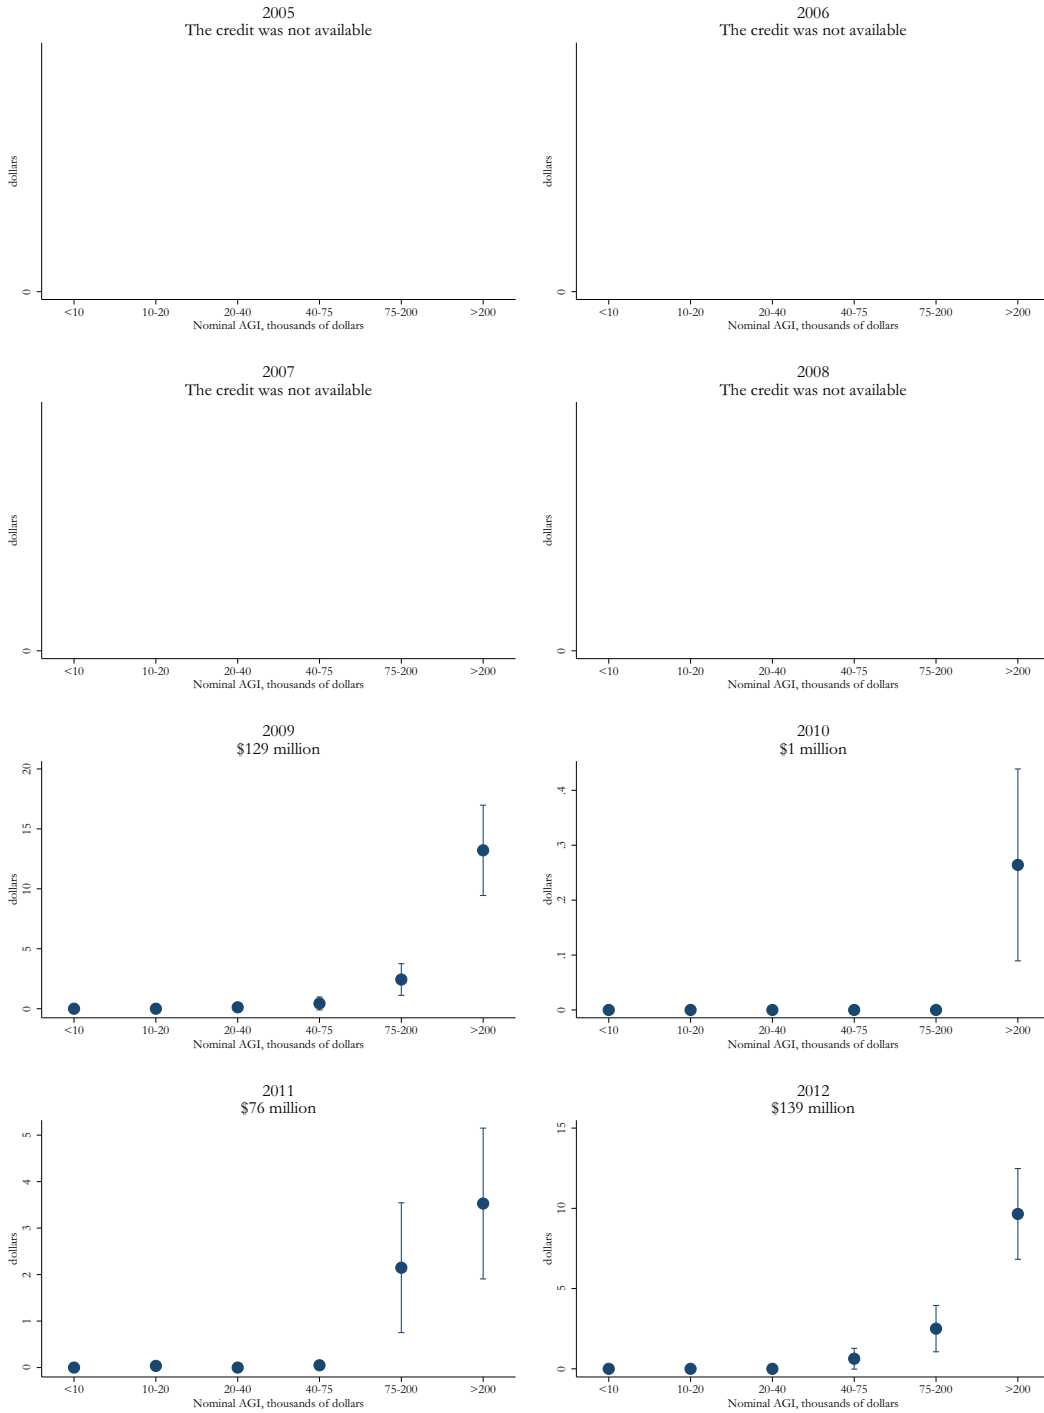 2005
The credit was not available
dollars
0
<10 10-20 20-40 40-75 75-200 >200
Nominal AGI, thousands of dollars
2006
The credit was not available
dollars
0
<10 10-20 20-40 40-75 75-200 >200
Nominal AGI, thousands of dollars
2007
The credit was not available
dollars
0
<10 10-20 20-40 40-75 75-200 >200
Nominal AGI, thousands of dollars
2008
The credit was not available
dollars
0
<10 10-20 20-40 40-75 75-200 >200
Nominal AGI, thousands of dollars
2009
$129 million
dollars
20
15
10
5
0
<10 10-20 20-40 40-75 75-200 >200
Nominal AGI, thousands of dollars
2010
$1 million
dollars
.4
.3
.2
.1
0
<10 10-20 20-40 40-75 75-200 >200
Nominal AGI, thousands of dollars
2011
$76 million
dollars
5
4
3
2
1
0
<10 10-20 20-40 40-75 75-200 >200
Nominal AGI, thousands of dollars
2012
$139 million
dollars
15
10
5
0
<10 10-20 20-40 40-75 75-200 >200
Nominal AGI, thousands of dollars